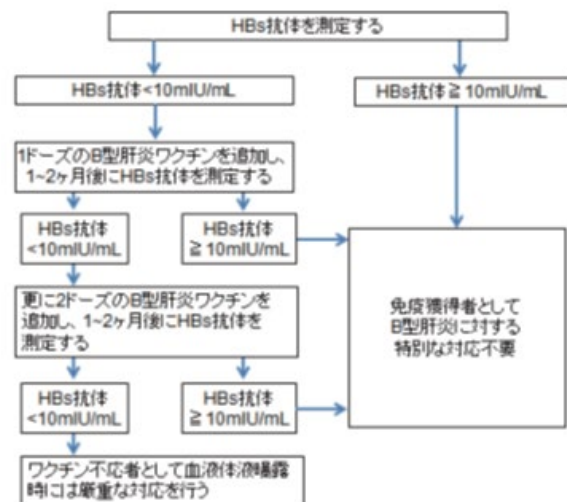 HBs抗体を測定する
HBs抗体<10mIU/mL
HBs抗体≧10mIU/mL
1ドーズのB型肝炎ワクチンを追加し、
1~2ヶ月後にHBs抗体を測定する
HBs抗体
<10mIU/mL
HBs抗体
≧10mIU/mL
更に2ドーズのB型肝炎ワクチンを
追加し、1~2ヶ月後にHBs抗体を
測定する
免疫獲得者として
B型肝炎に対する
特別な対応不要
HBs抗体
<10mIU/mL
HBs抗体
≧10mIU/mL
ワクチン不応者として血液体液曝露
時には厳重な対応を行う